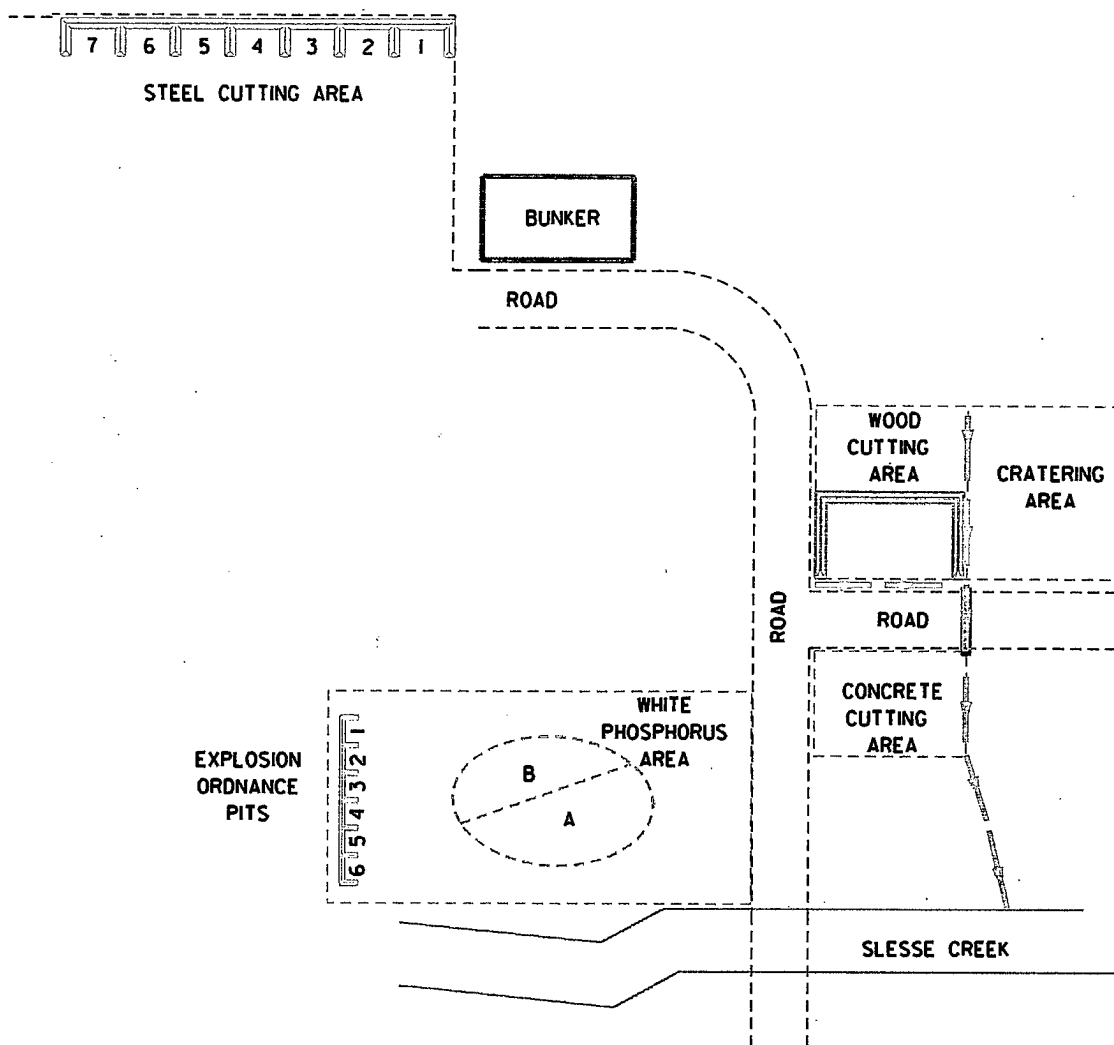 7 6 5 4 3 2 1
STEEL CUTTING AREA
BUNKER
ROAD
WOOD
CUTTING
AREA
CRATERING
AREA
ROAD
ROAD
CONCRETE
CUTTING
AREA
WHITE
PHOSPHORUS
AREA
EXPLOSION
ORDNANCE
PITS
1
2
3
4
5
6
B
A
SLESSE CREEK